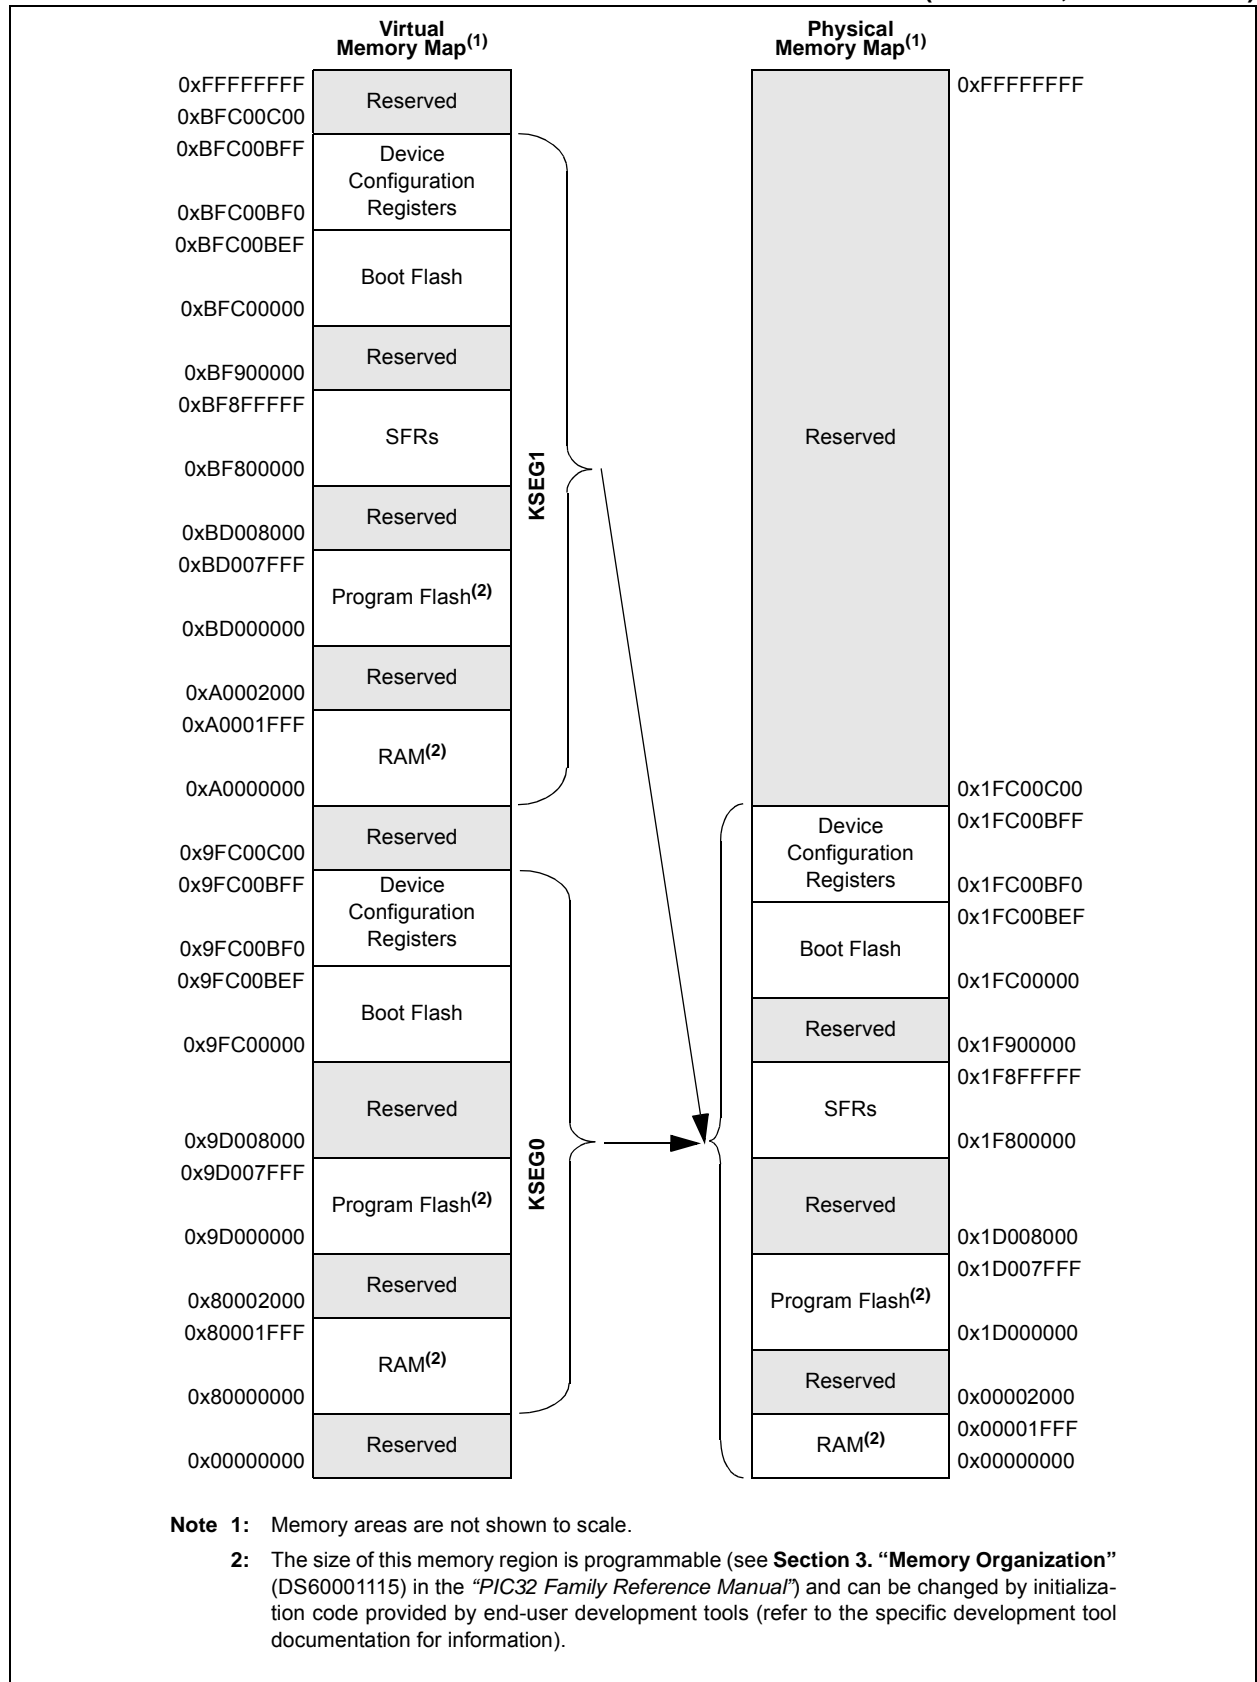 Virtual
Memory Map(1)
0xFFFFFFFF
Reserved
0xBFC00C00
0xBFC00BFF
Device
Configuration
Registers
0xBFC00BF0
0xBFC00BEF
Boot Flash
0xBFC00000
Reserved
0xBF900000
0xBF8FFFFF
SFRs
0xBF800000
Reserved
0xBD008000
0xBD007FFF
Program Flash(2)
0xBD000000
Reserved
0xA0002000
0xA0001FFF
RAM(2)
0xA0000000
KSEG1
Reserved
0x9FC00C00
0x9FC00BFF
Device
Configuration
Registers
0x9FC00BF0
0x9FC00BEF
Boot Flash
0x9FC00000
Reserved
0x9D008000
0x9D007FFF
Program Flash(2)
0x9D000000
Reserved
0x80002000
0x80001FFF
RAM(2)
0x80000000
KSEG0
Reserved
0x00000000
Physical
Memory Map(1)
0xFFFFFFFF
Reserved
0x1FC00C00
0x1FC00BFF
Device
Configuration
Registers
0x1FC00BF0
0x1FC00BEF
Boot Flash
0x1FC00000
Reserved
0x1F900000
0x1F8FFFFF
SFRs
0x1F800000
Reserved
0x1D008000
0x1D007FFF
Program Flash(2)
0x1D000000
Reserved
0x00002000
0x00001FFF
RAM(2)
0x00000000
Note 1: Memory areas are not shown to scale.
2: The size of this memory region is programmable (see Section 3. “Memory Organization”
(DS60001115) in the “PIC32 Family Reference Manual”) and can be changed by initializa-
tion code provided by end-user development tools (refer to the specific development tool
documentation for information).